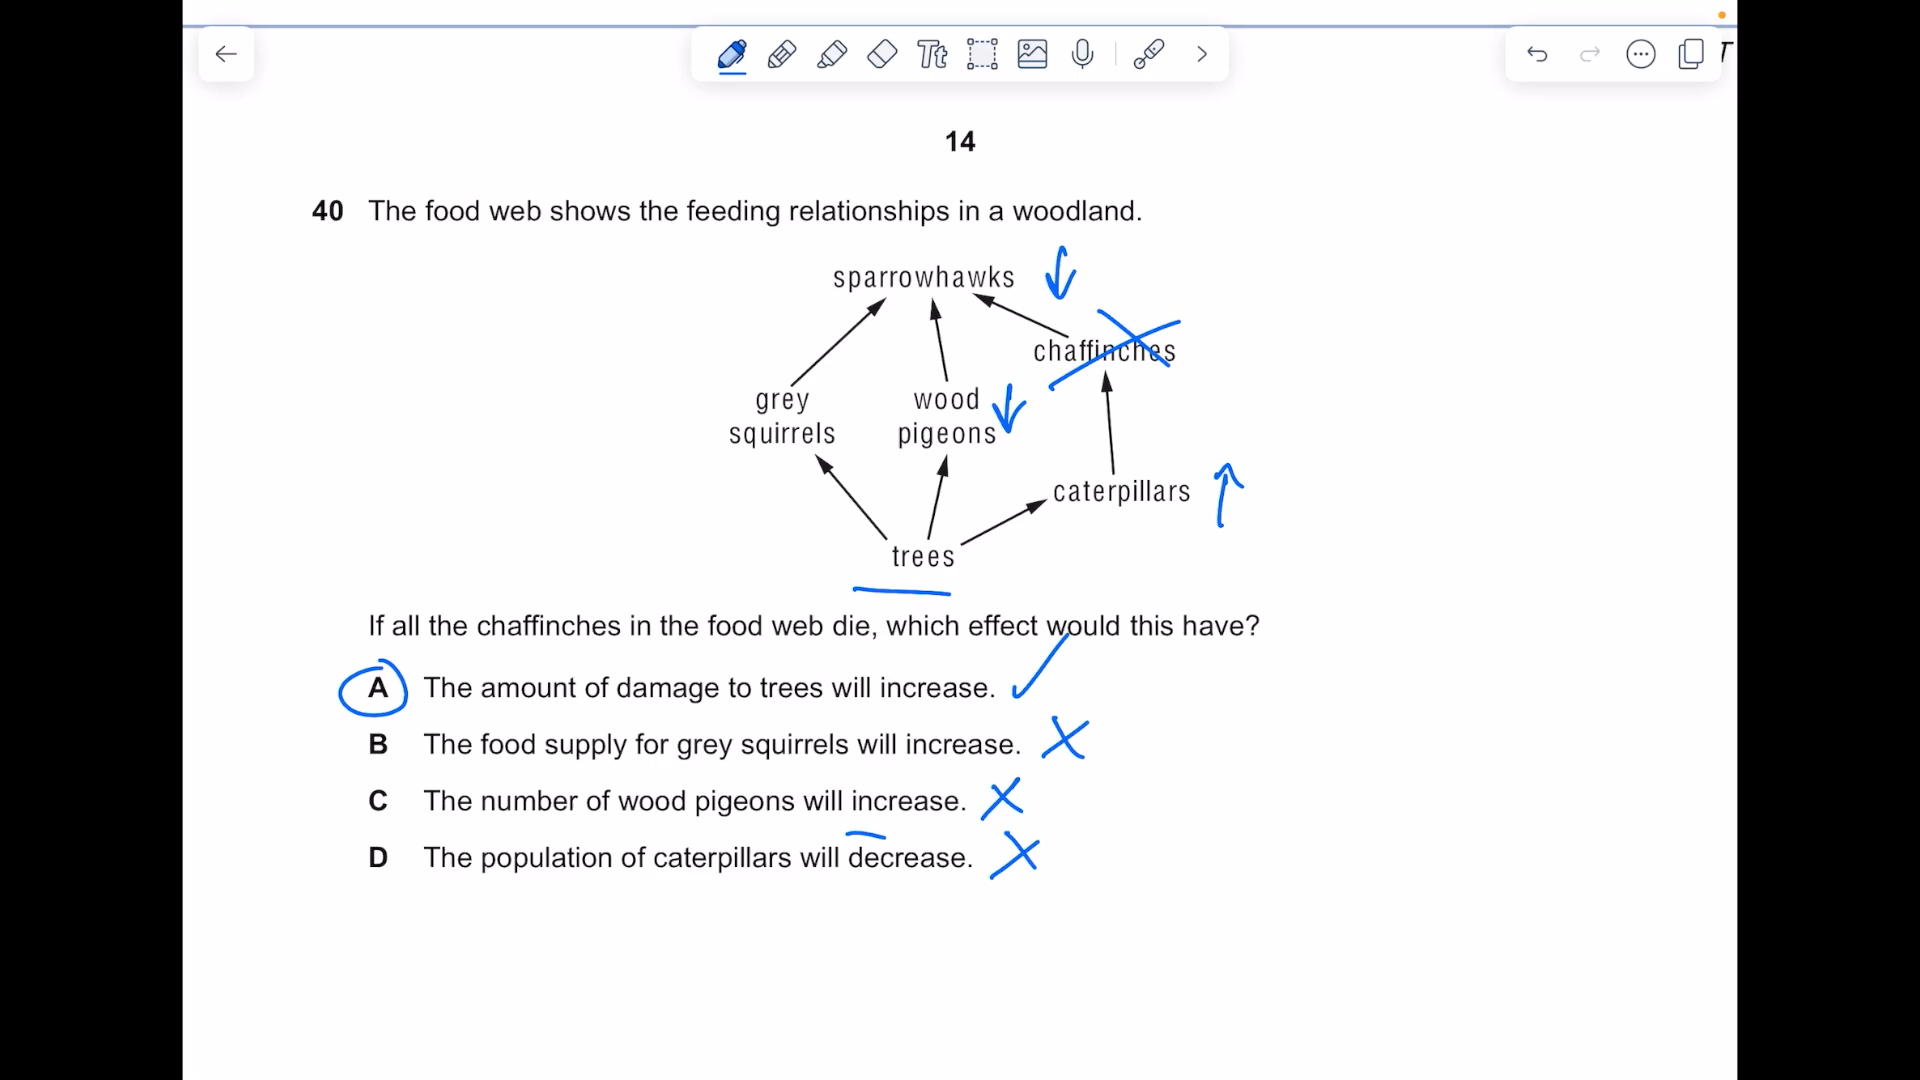 Tt
T
14
40 The food web shows the feeding relationships in a woodland.
sparrowhawks
chaffinches
grey
squirrels
wood
pigeons
caterpillars
trees
If all the chaffinches in the food web die, which effect would this have?
A The amount of damage to trees will increase.
B The food supply for grey squirrels will increase.
C The number of wood pigeons will increase.
D The population of caterpillars will decrease.